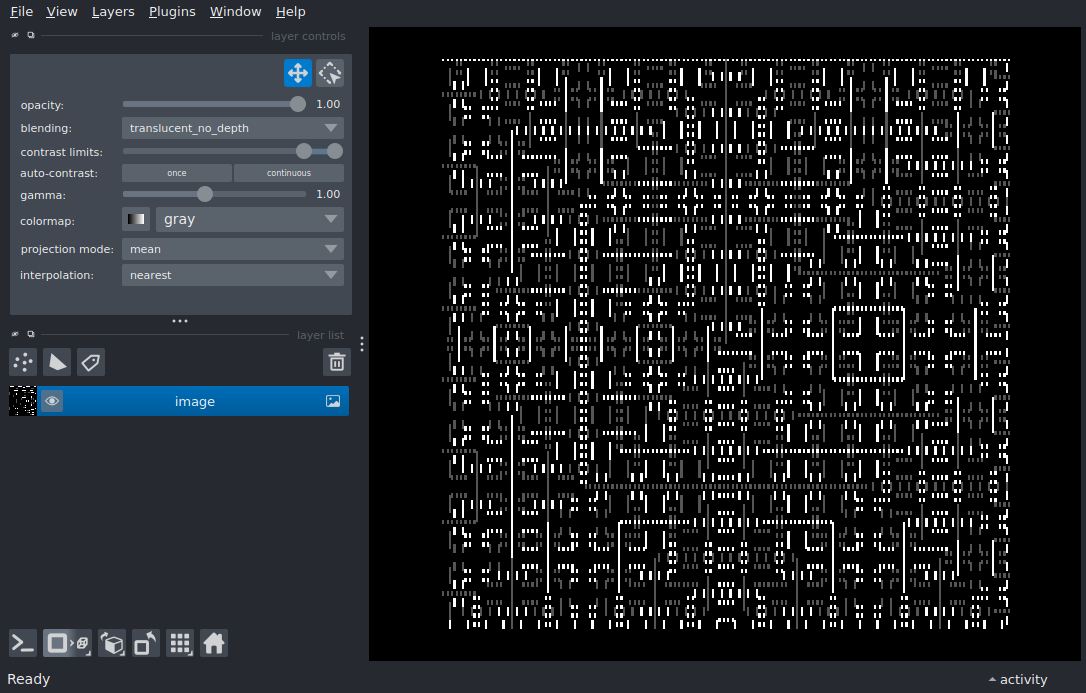 File View Layers Plugins Window Help
layer controls
opacity: 1.00
blending: translucent_no_depth
contrast limits:
auto-contrast: once continuous
gamma: 1.00
colormap: gray
projection mode: mean
interpolation: nearest
layer list
image
Ready
activity